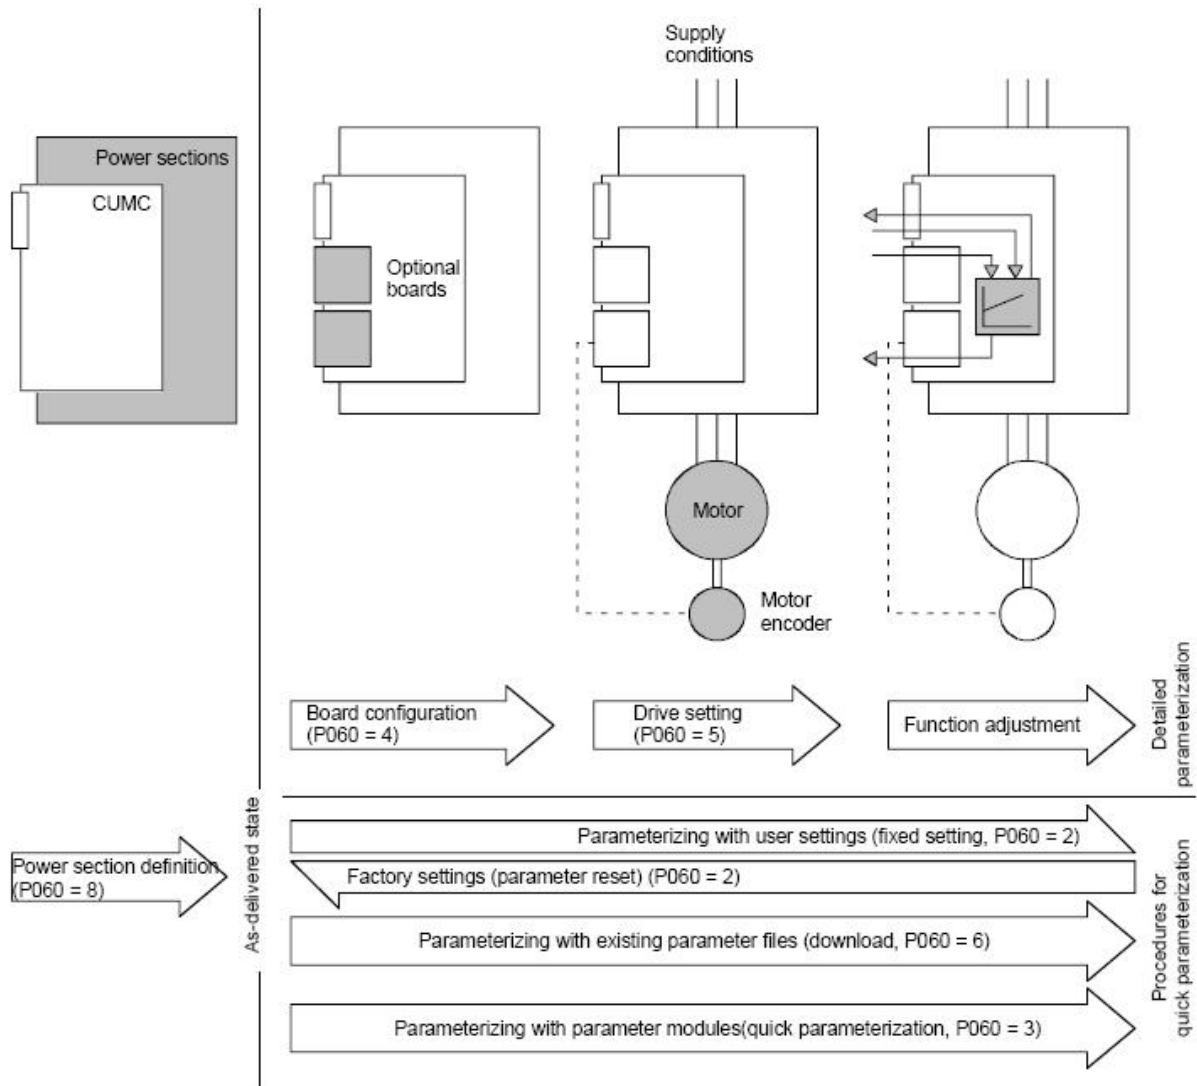 Supply
conditions
Power sections
CUMC
Optional
boards
Motor
Motor
encoder
Board configuration
(P060 = 4)
Drive setting
(P060 = 5)
Function adjustment
Detailed
parameterization
As-delivered state
Power section definition
(P060 = 8)
Parameterizing with user settings (fixed setting, P060 = 2)
Factory settings (parameter reset) (P060 = 2)
Parameterizing with existing parameter files (download, P060 = 6)
Parameterizing with parameter modules(quick parameterization, P060 = 3)
Procedures for
quick parameterization